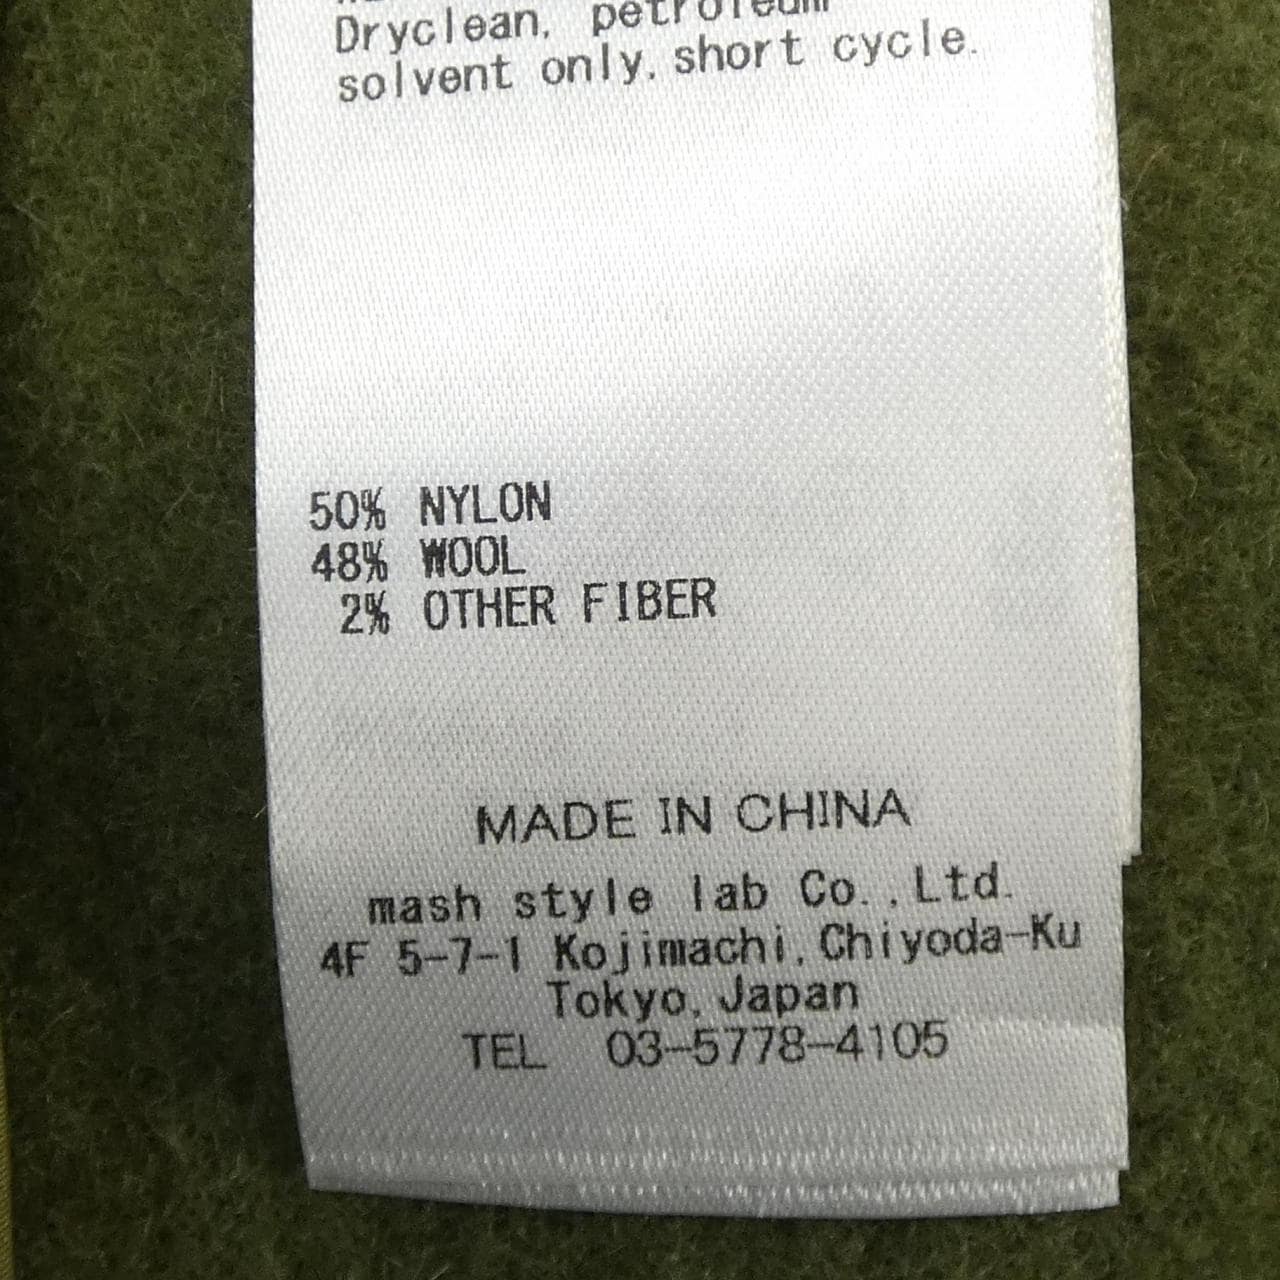 Dryclean, petroleum
solvent only, short cycle.
50% NYLON
48% WOOL
2% OTHER FIBER
MADE IN CHINA
mash style lab Co.,Ltd.
4F 5-7-1 Kojimachi,Chiyoda-Ku
Tokyo,Japan
TEL 03-5778-4105